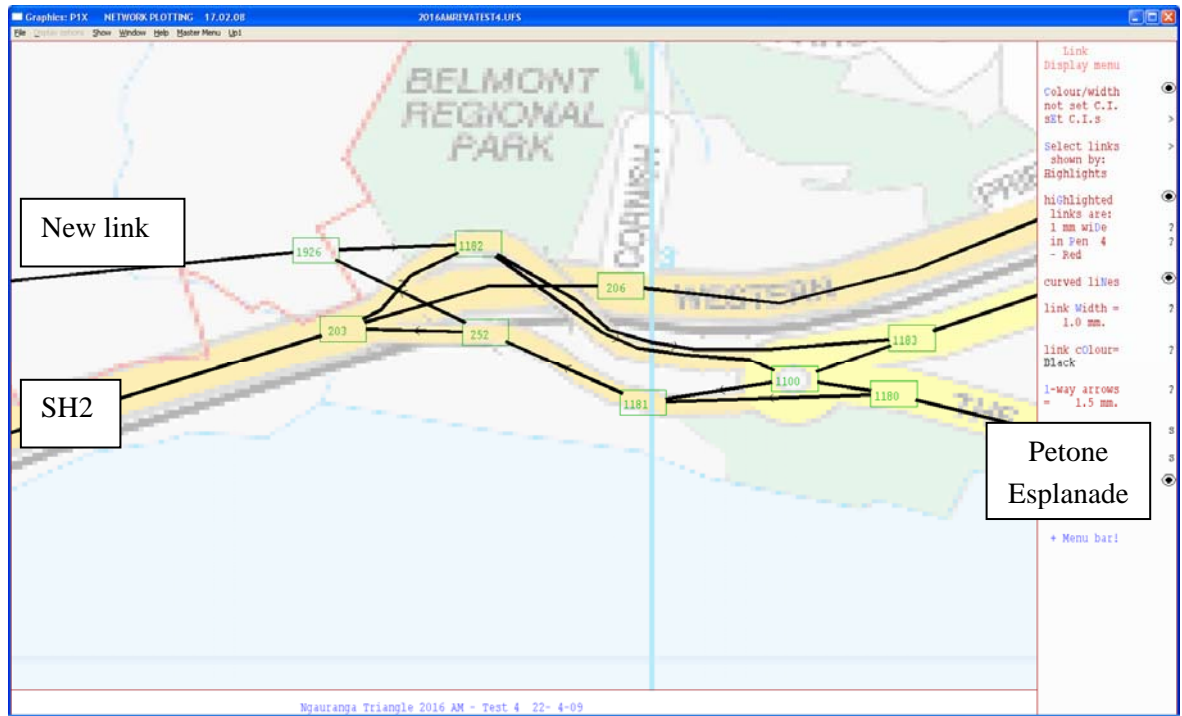 Graphics: P1X NETWORK PLOTTING 17.02.08 2016AMREVATEST4.UFS
File Display options Show Window Help Master Menu Up1
BELMONT
REGIONAL
PARK
CORNISH
New link
1926
1182
206
WESTERN
203
252
1183
1100
1181
1180
THE
SH2
Petone
Esplanade
Link
Display menu
Colour/width
not set C.I.
sEt C.I.s >
Select links >
shown by:
Highlights
hiGhlighted
links are:
1 mm wiDe ?
in Pen 4 ?
- Red
curved liNes
link Width = ?
1.0 mm.
link cOlour= ?
Black
1-way arrows ?
= 1.5 mm.
S
S
+ Menu bar!
Ngauranga Triangle 2016 AM - Test 4 22- 4-09